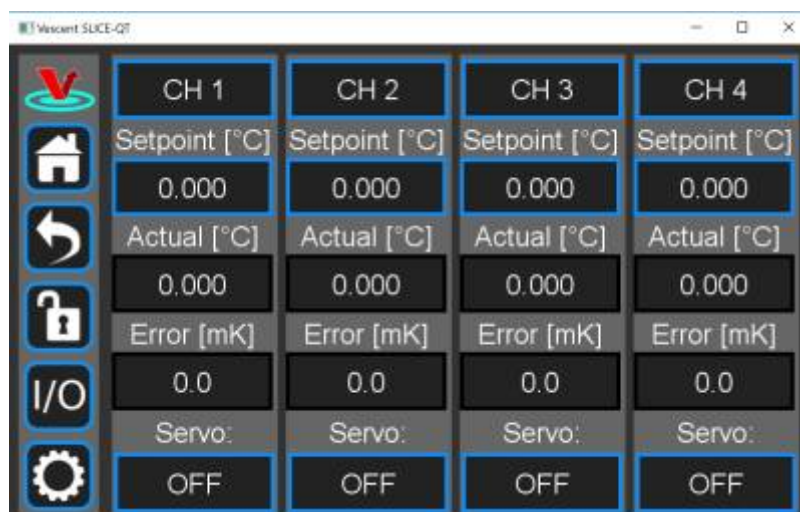 Vescent SLICE-QT
CH 1 CH 2 CH 3 CH 4
Setpoint [°C] Setpoint [°C] Setpoint [°C] Setpoint [°C]
0.000 0.000 0.000 0.000
Actual [°C] Actual [°C] Actual [°C] Actual [°C]
0.000 0.000 0.000 0.000
Error [mK] Error [mK] Error [mK] Error [mK]
I/O 0.0 0.0 0.0 0.0
Servo: Servo: Servo: Servo:
OFF OFF OFF OFF